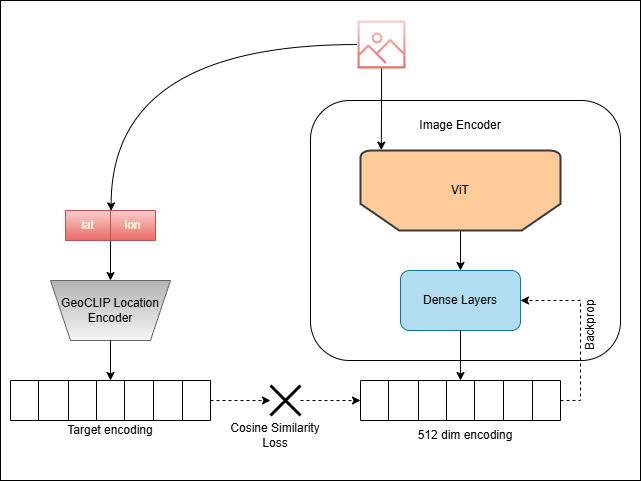 Image Encoder
ViT
lat lon
GeoCLIP Location
Encoder
Dense Layers
Backprop
Target encoding
Cosine Similarity
Loss
512 dim encoding